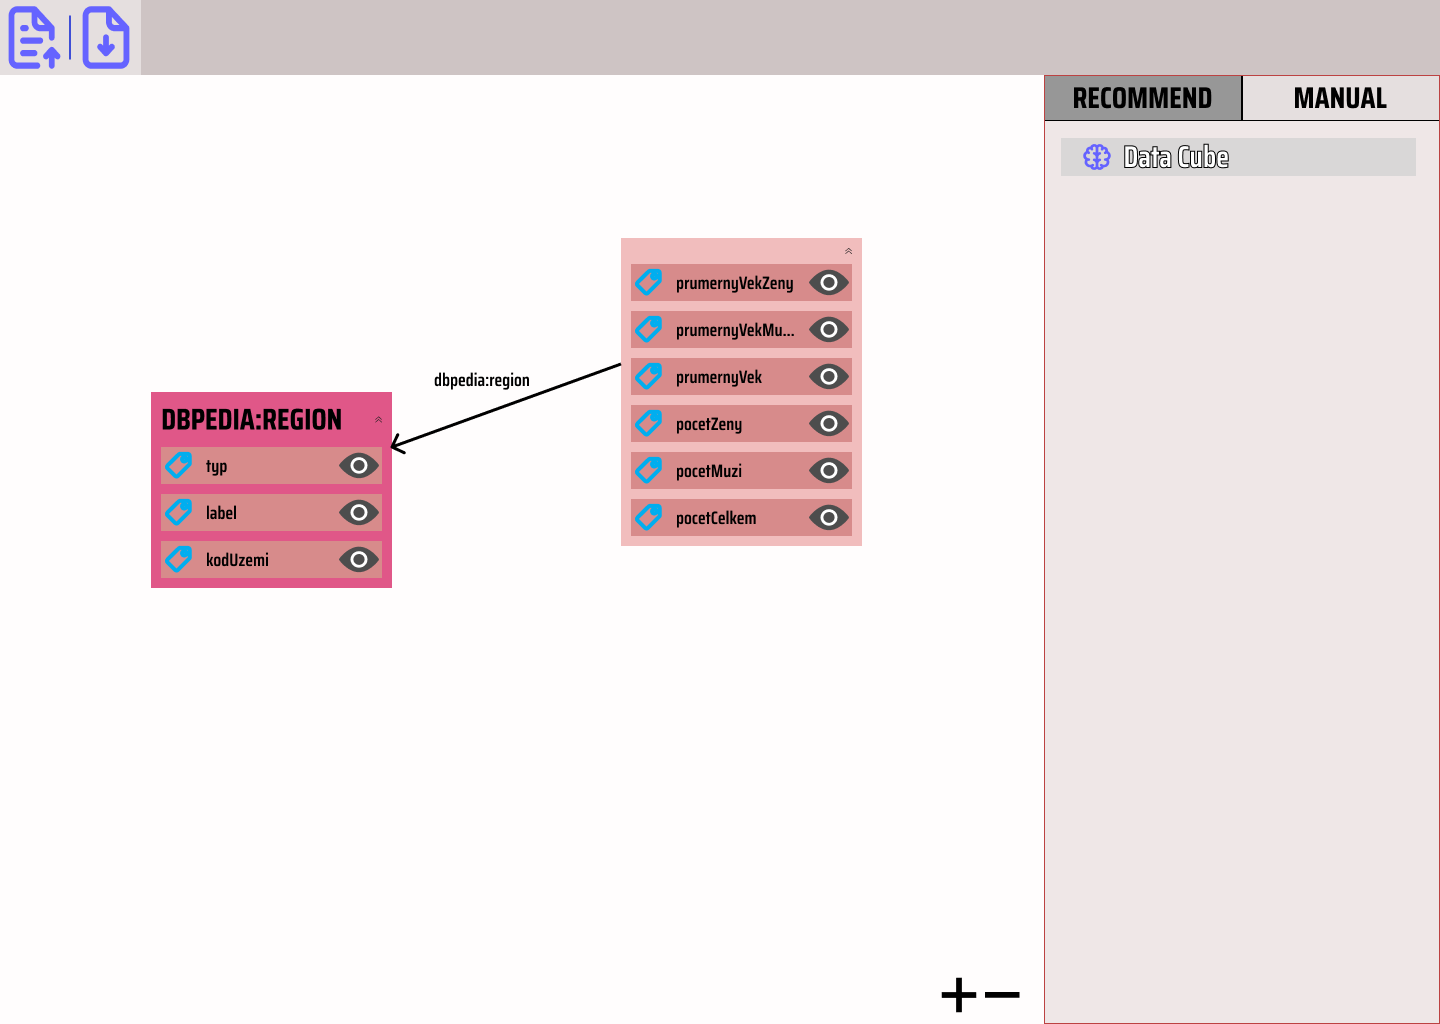 RECOMMEND
MANUAL
Data Cube
prumernyVekZeny
prumernyVekMu...
prumernyVek
pocetZeny
pocetMuzi
pocetCelkem
dbpedia:region
DBPEDIA:REGION
typ
label
kodUzemi